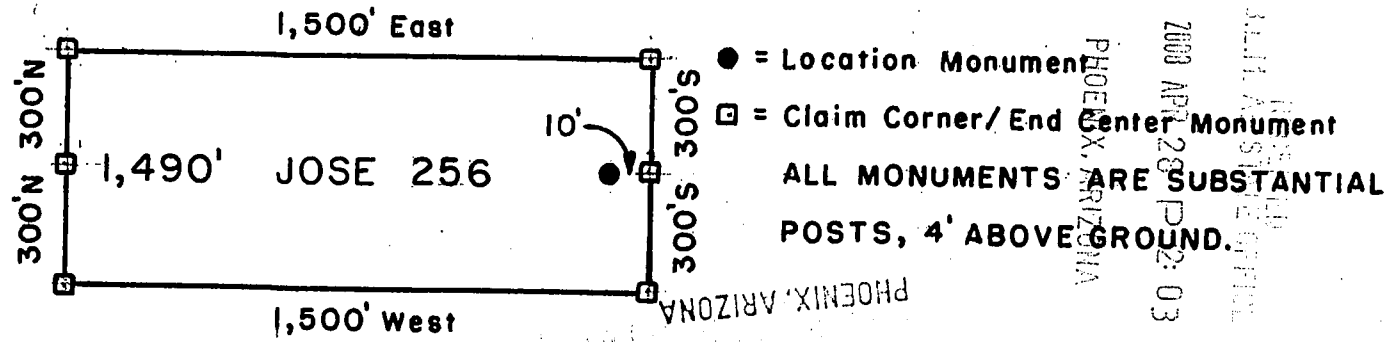 1,500' East
300'N 300'N
1,490' JOSE 256
10'
300'S 300'S
1,500' West
= Location Monument
= Claim Corner/End Center Monument
ALL MONUMENTS ARE SUBSTANTIAL
POSTS, 4' ABOVE GROUND.
PHOENIX, ARIZONA
2000 APR 28 P 2: 03
PHOENIX, ARIZONA